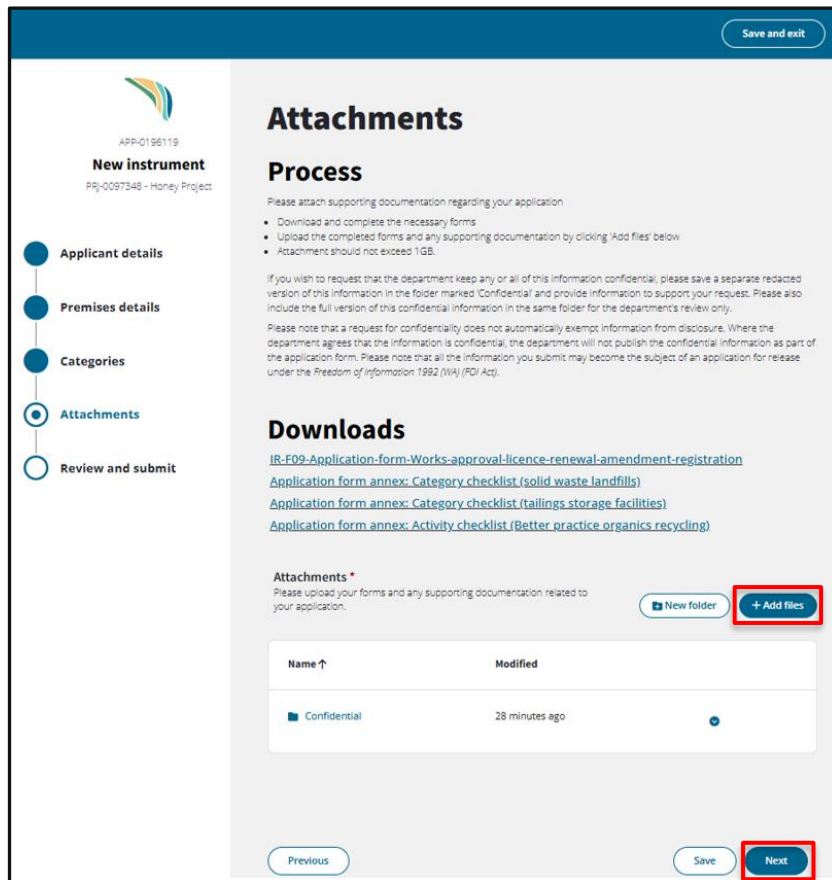 Save and exit
APP-0196119
New instrument
PRJ-0097348 - Honey Project
Applicant details
Premises details
Categories
Attachments
Review and submit
Attachments
Process
Please attach supporting documentation regarding your application
• Download and complete the necessary forms
• Upload the completed forms and any supporting documentation by clicking 'Add files' below
• Attachment should not exceed 1GB.
If you wish to request that the department keep any or all of this information confidential, please save a separate redacted
version of this information in the folder marked 'Confidential' and provide information to support your request. Please also
include the full version of this confidential information in the same folder for the department's review only.
Please note that a request for confidentiality does not automatically exempt information from disclosure. Where the
department agrees that the information is confidential, the department will not publish the confidential information as part of
the application form. Please note that all the information you submit may become the subject of an application for release
under the Freedom of Information 1992 (WA) (FOI Act).
Downloads
IR-F09-Application-form-Works-approval-licence-renewal-amendment-registration
Application form annex: Category checklist (solid waste landfills)
Application form annex: Category checklist (tailings storage facilities)
Application form annex: Activity checklist (Better practice organics recycling)
Attachments *
Please upload your forms and any supporting documentation related to
your application.
New folder
+ Add files
Name ↑ Modified
Confidential 28 minutes ago
Previous
Save
Next